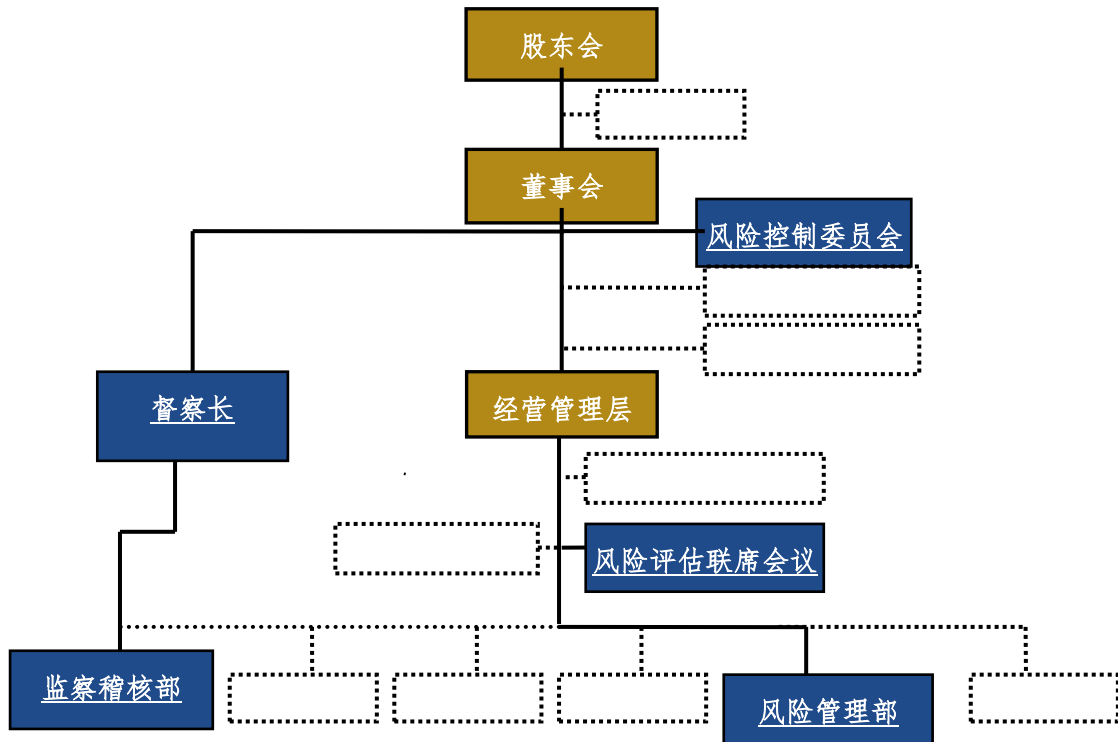 股东会
董事会
风险控制委员会
督察长
经营管理层
风险评估联席会议
监察稽核部
风险管理部